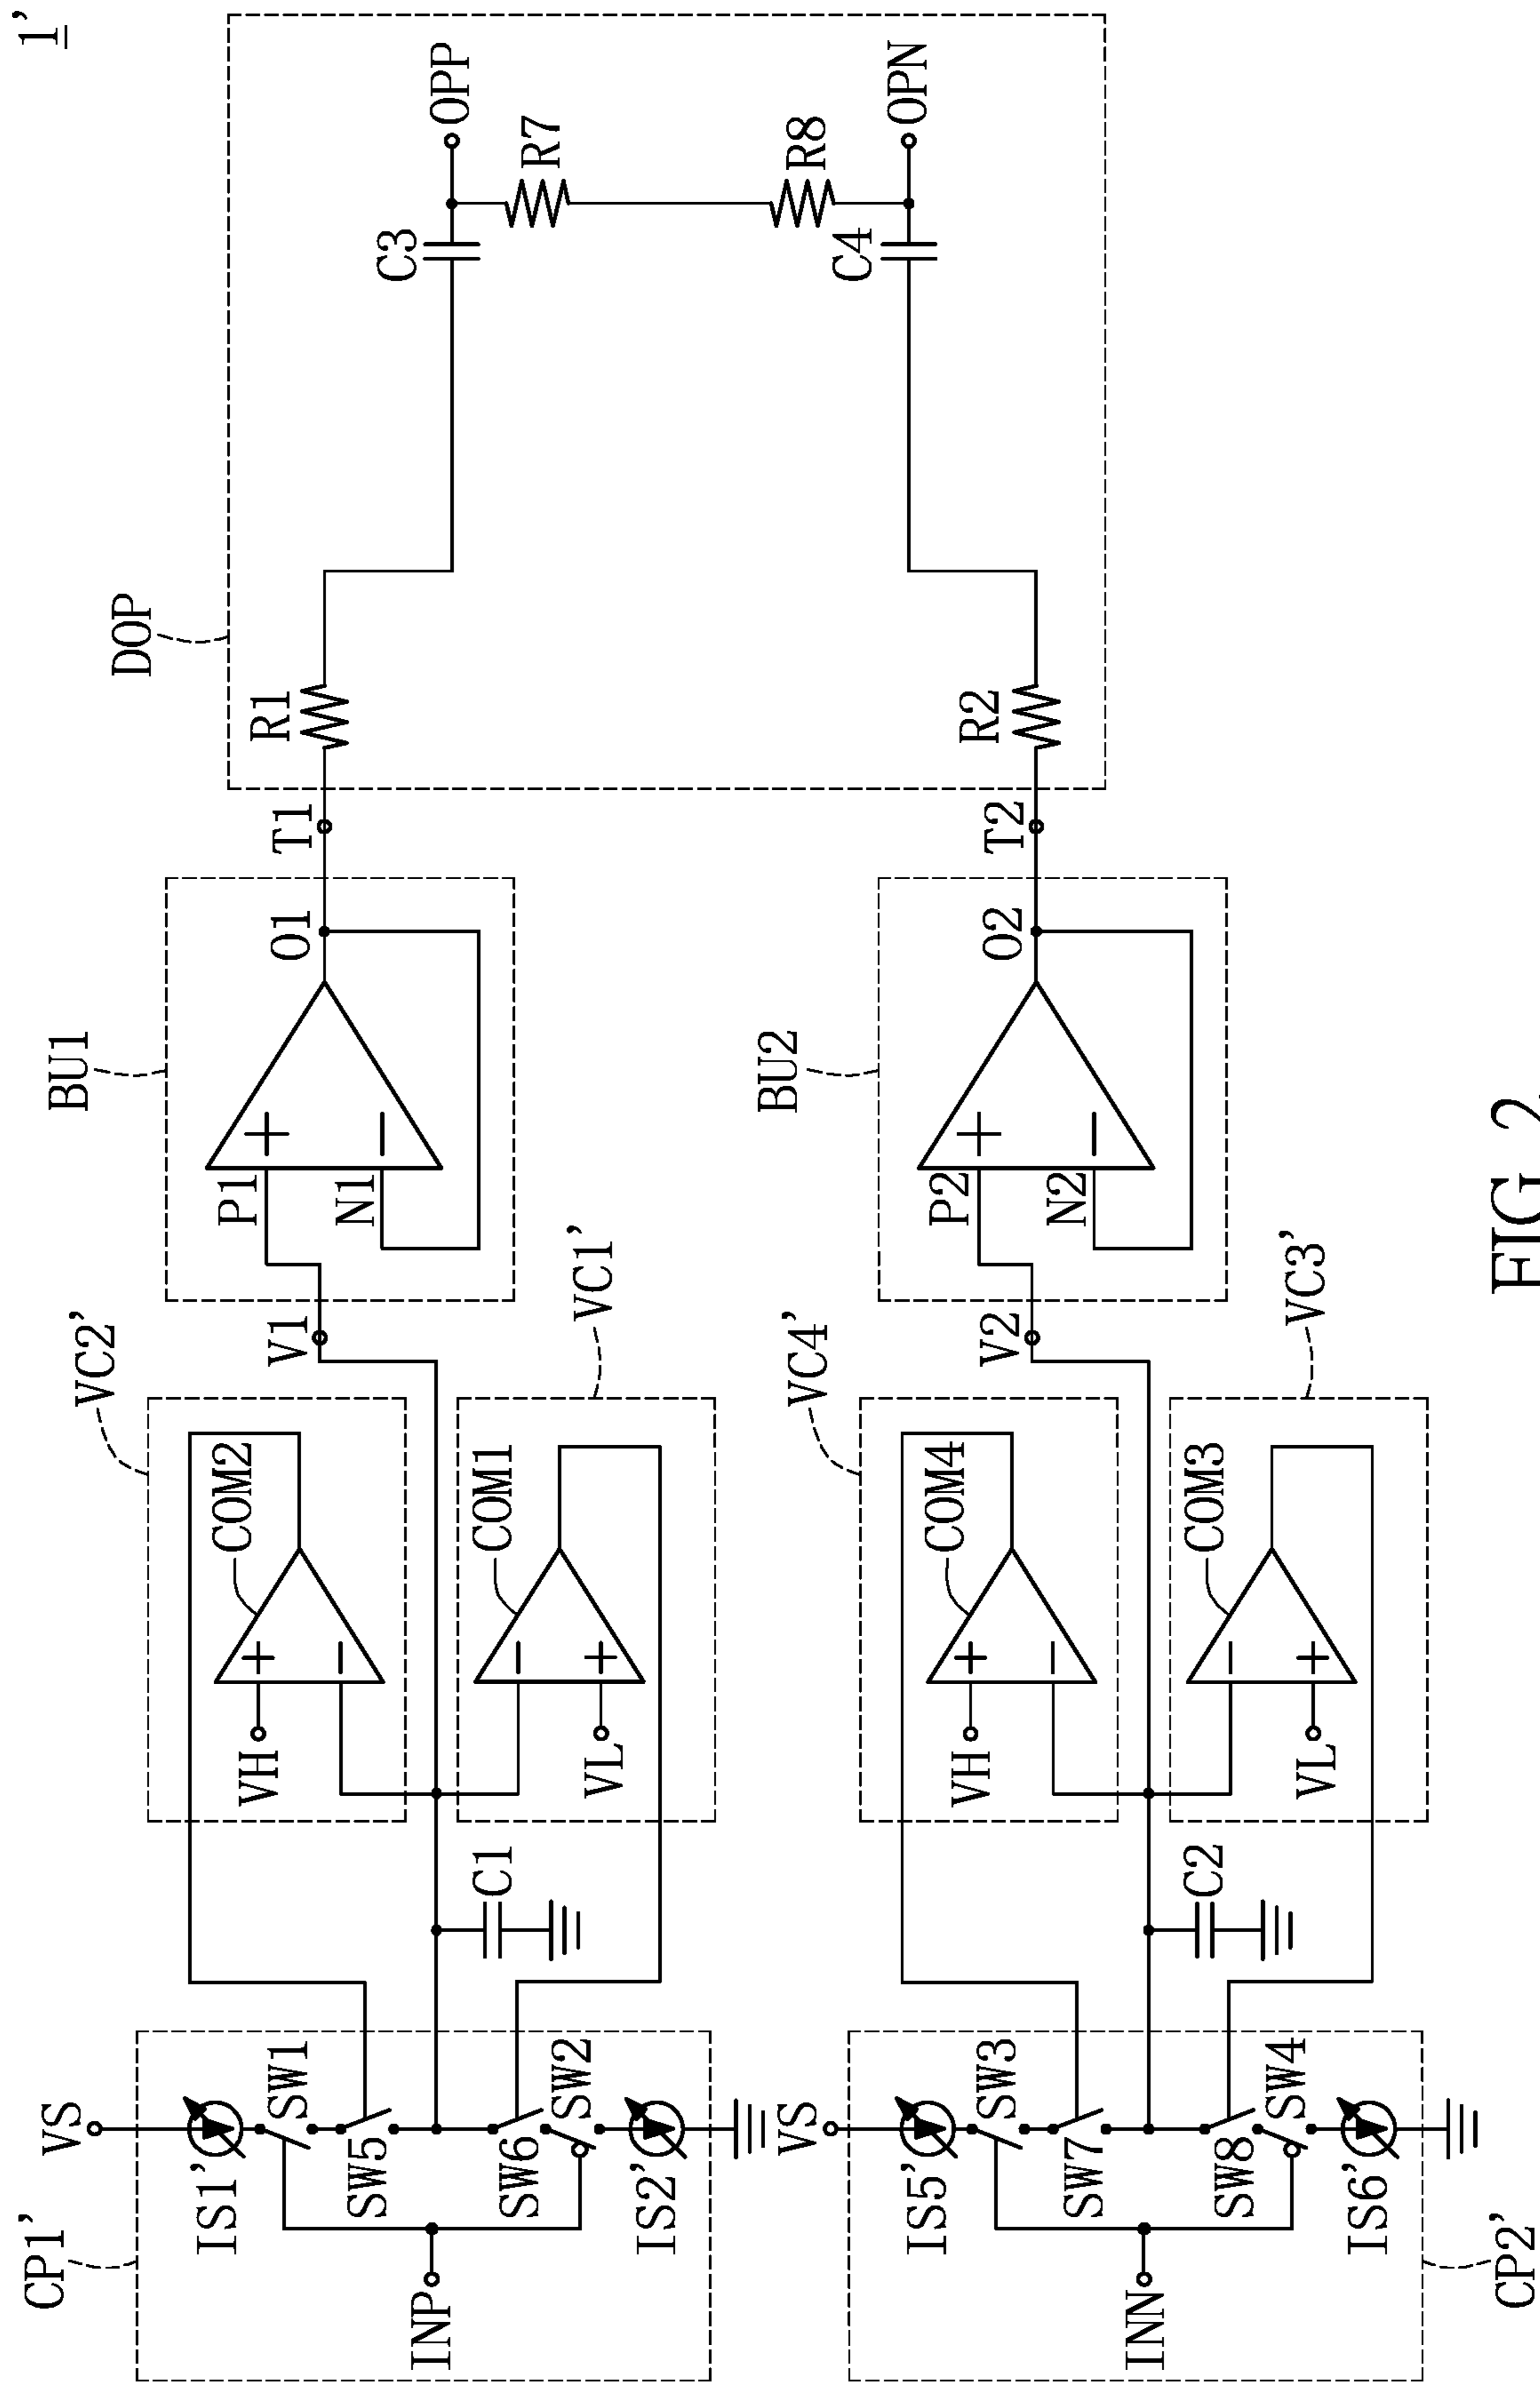 1'
CP1'
VS
IS1'
SW1
SW5
SW6
SW2
IS2'
INP
C1
VC2'
COM2
VH
COM1
VL
VC1'
V1
BU1
P1
N1
O1
T1
DOP
R1
C3
OPP
R7
R8
C4
OPN
R2
VS
IS5'
SW3
SW7
SW8
SW4
IS6'
INN
CP2'
C2
VC4'
COM4
VH
COM3
VL
VC3'
V2
BU2
P2
N2
O2
T2
FIG. 2